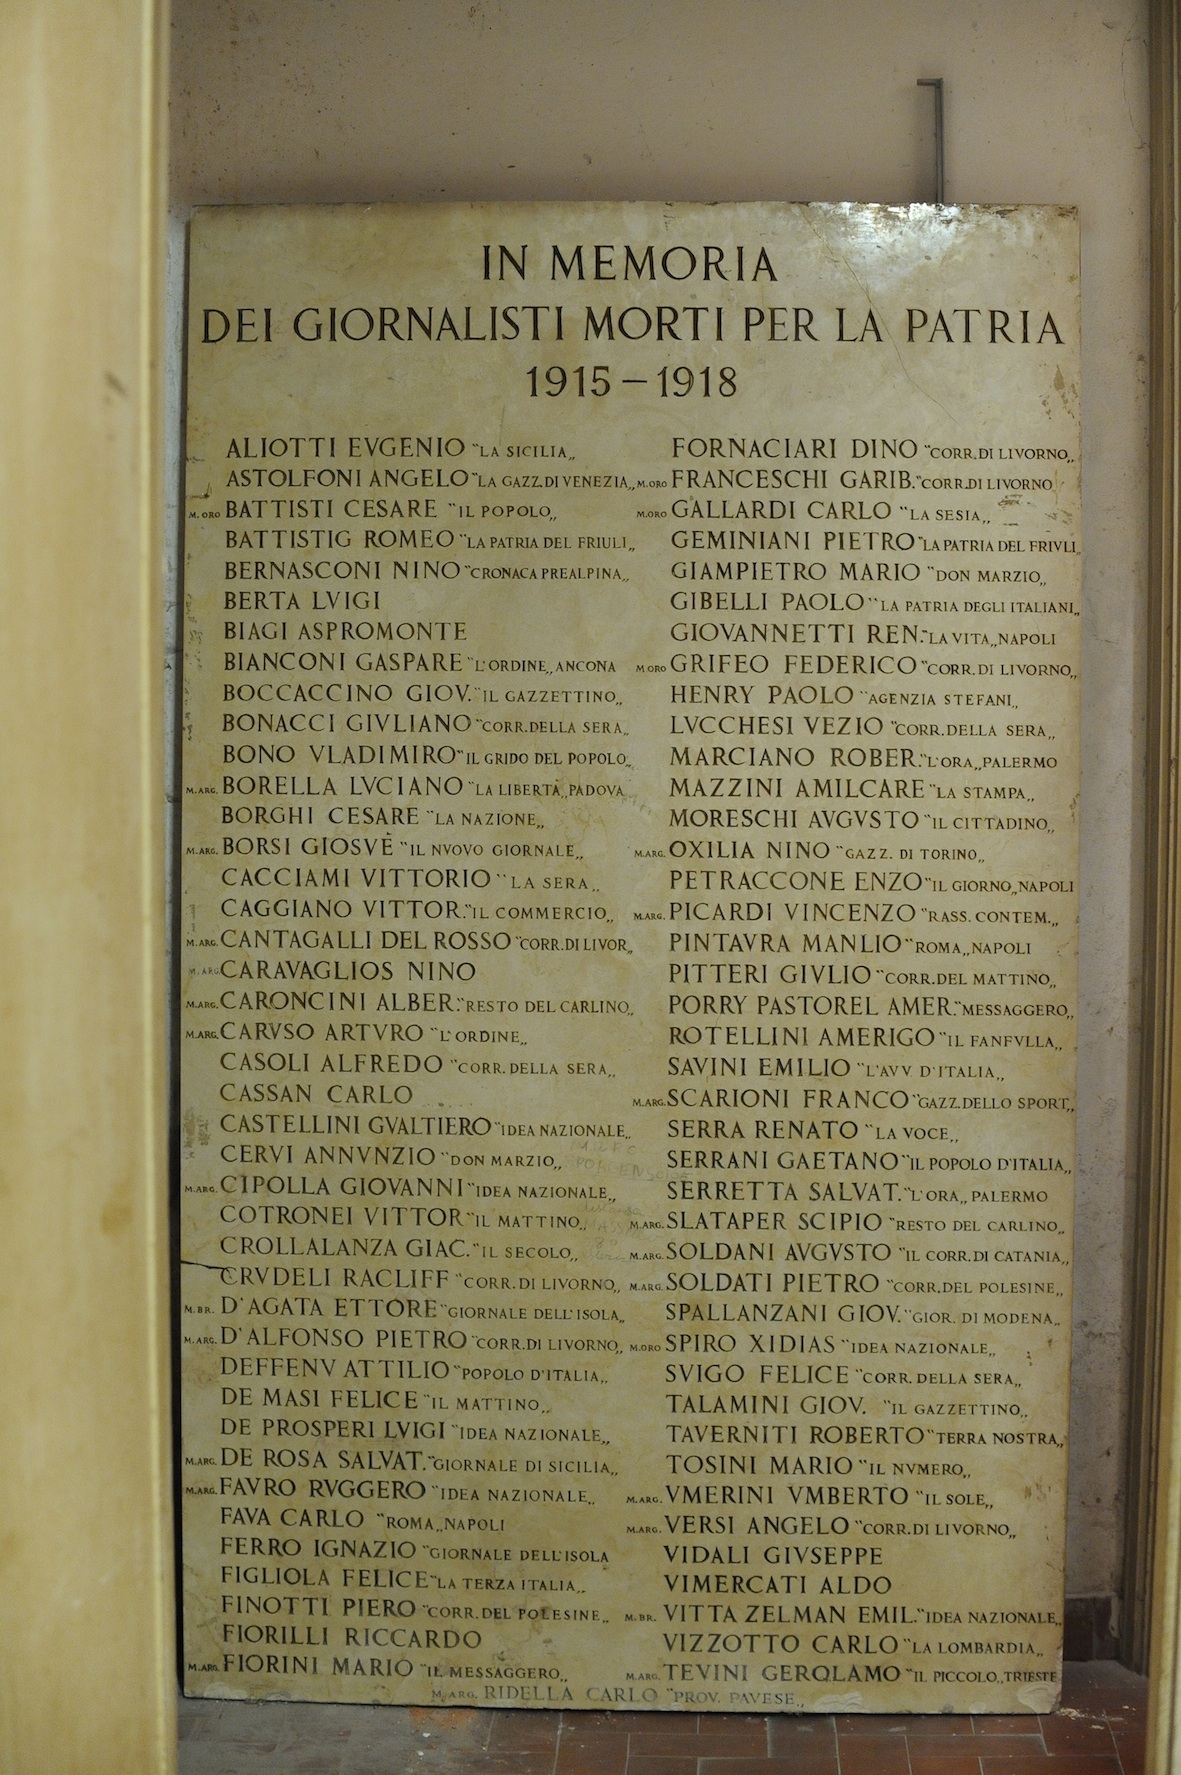 IN MEMORIA
DEI GIORNALISTI MORTI PER LA PATRIA
1915 – 1918
ALIOTTI EVGENIO "LA SICILIA„
ASTOLFONI ANGELO "LA GAZZ.DI VENEZIA„
M. ORO BATTISTI CESARE "IL POPOLO„
BATTISTIG ROMEO "LA PATRIA DEL FRIULI„
BERNASCONI NINO "CRONACA PREALPINA„
BERTA LVIGI
BIAGI ASPROMONTE
BIANCONI GASPARE "L'ORDINE„ ANCONA
BOCCACCINO GIOV. "IL GAZZETTINO„
BONACCI GIVLIANO "CORR.DELLA SERA„
BONO VLADIMIRO "IL GRIDO DEL POPOLO„
M.ARG. BORELLA LVCIANO "LA LIBERTÀ„ PADOVA
BORGHI CESARE "LA NAZIONE„
M.ARG. BORSI GIOSVÈ "IL NVOVO GIORNALE„
CACCIAMI VITTORIO "LA SERA„
CAGGIANO VITTOR. "IL COMMERCIO„
M.ARG. CANTAGALLI DEL ROSSO "CORR.DI LIVOR„
M.ARG CARAVAGLIOS NINO
M.ARG. CARONCINI ALBER. "RESTO DEL CARLINO„
M.ARG. CARVSO ARTVRO "L'ORDINE„
CASOLI ALFREDO "CORR. DELLA SERA„
CASSAN CARLO
CASTELLINI GVALTIERO "IDEA NAZIONALE„
CERVI ANNVNZIO "DON MARZIO„
M.ARG. CIPOLLA GIOVANNI "IDEA NAZIONALE„
COTRONEI VITTOR "IL MATTINO„
CROLLALANZA GIAC. "IL SECOLO„
CRVDELI RACLIFF "CORR. DI LIVORNO„
M. BR. D'AGATA ETTORE "GIORNALE DELL'ISOLA„
M.ARG. D'ALFONSO PIETRO "CORR.DI LIVORNO„
DEFFENV ATTILIO "POPOLO D'ITALIA„
DE MASI FELICE "IL MATTINO„
DE PROSPERI LVIGI "IDEA NAZIONALE„
M.ARG. DE ROSA SALVAT. "GIORNALE DI SICILIA„
M.ARG. FAVRO RVGGERO "IDEA NAZIONALE„
FAVA CARLO "ROMA„ NAPOLI
FERRO IGNAZIO "GIORNALE DELL'ISOLA
FIGLIOLA FELICE "LA TERZA ITALIA„
FINOTTI PIERO "CORR. DEL POLESINE„
FIORILLI RICCARDO
M.ARG. FIORINI MARIO "IL MESSAGGERO„
FORNACIARI DINO "CORR.DI LIVORNO„
M.ORO FRANCESCHI GARIB. "CORR.DI LIVORNO
M.ORO GALLARDI CARLO "LA SESIA„
GEMINIANI PIETRO "LA PATRIA DEL FRIVLI„
GIAMPIETRO MARIO "DON MARZIO„
GIBELLI PAOLO "LA PATRIA DEGLI ITALIANI„
GIOVANNETTI REN. "LA VITA„ NAPOLI
M.ORO GRIFEO FEDERICO "CORR. DI LIVORNO„
HENRY PAOLO "AGENZIA STEFANI„
LVCCHESI VEZIO "CORR. DELLA SERA„
MARCIANO ROBER. "L'ORA„ PALERMO
MAZZINI AMILCARE "LA STAMPA„
MORESCHI AVGVSTO "IL CITTADINO„
M.ARG. OXILIA NINO "GAZZ. DI TORINO„
PETRACCONE ENZO "IL GIORNO„ NAPOLI
M.ARG. PICARDI VINCENZO "RASS. CONTEM.„
PINTAVRA MANLIO "ROMA„ NAPOLI
PITTERI GIVLIO "CORR.DEL MATTINO„
PORRY PASTOREL AMER. "MESSAGGERO„
ROTELLINI AMERIGO "IL FANFVLLA„
SAVINI EMILIO "L'AVV. D'ITALIA„
M.ARG. SCARIONI FRANCO "GAZZ.DELLO SPORT„
SERRA RENATO "LA VOCE„
SERRANI GAETANO "IL POPOLO D'ITALIA„
SERRETTA SALVAT. "L'ORA„ PALERMO
M.ARG. SLATAPER SCIPIO "RESTO DEL CARLINO„
M.ARG. SOLDANI AVGVSTO "IL CORR.DI CATANIA„
M.ARG. SOLDATI PIETRO "CORR.DEL POLESINE„
SPALLANZANI GIOV. "GIOR. DI MODENA„
M.ORO SPIRO XIDIAS "IDEA NAZIONALE„
SVIGO FELICE "CORR. DELLA SERA„
TALAMINI GIOV. "IL GAZZETTINO„
TAVERNITI ROBERTO "TERRA NOSTRA„
TOSINI MARIO "IL NVMERO„
M.ARG. VMERINI VMBERTO "IL SOLE„
M.ARG. VERSI ANGELO "CORR.DI LIVORNO„
VIDALI GIVSEPPE
VIMERCATI ALDO
M. BR. VITTA ZELMAN EMIL. "IDEA NAZIONALE„
VIZZOTTO CARLO "LA LOMBARDIA„
M.ARG. TEVINI GEROLAMO "IL PICCOLO„ TRIESTE
M. ARG. RIDELLA CARLO "PROV. PAVESE„